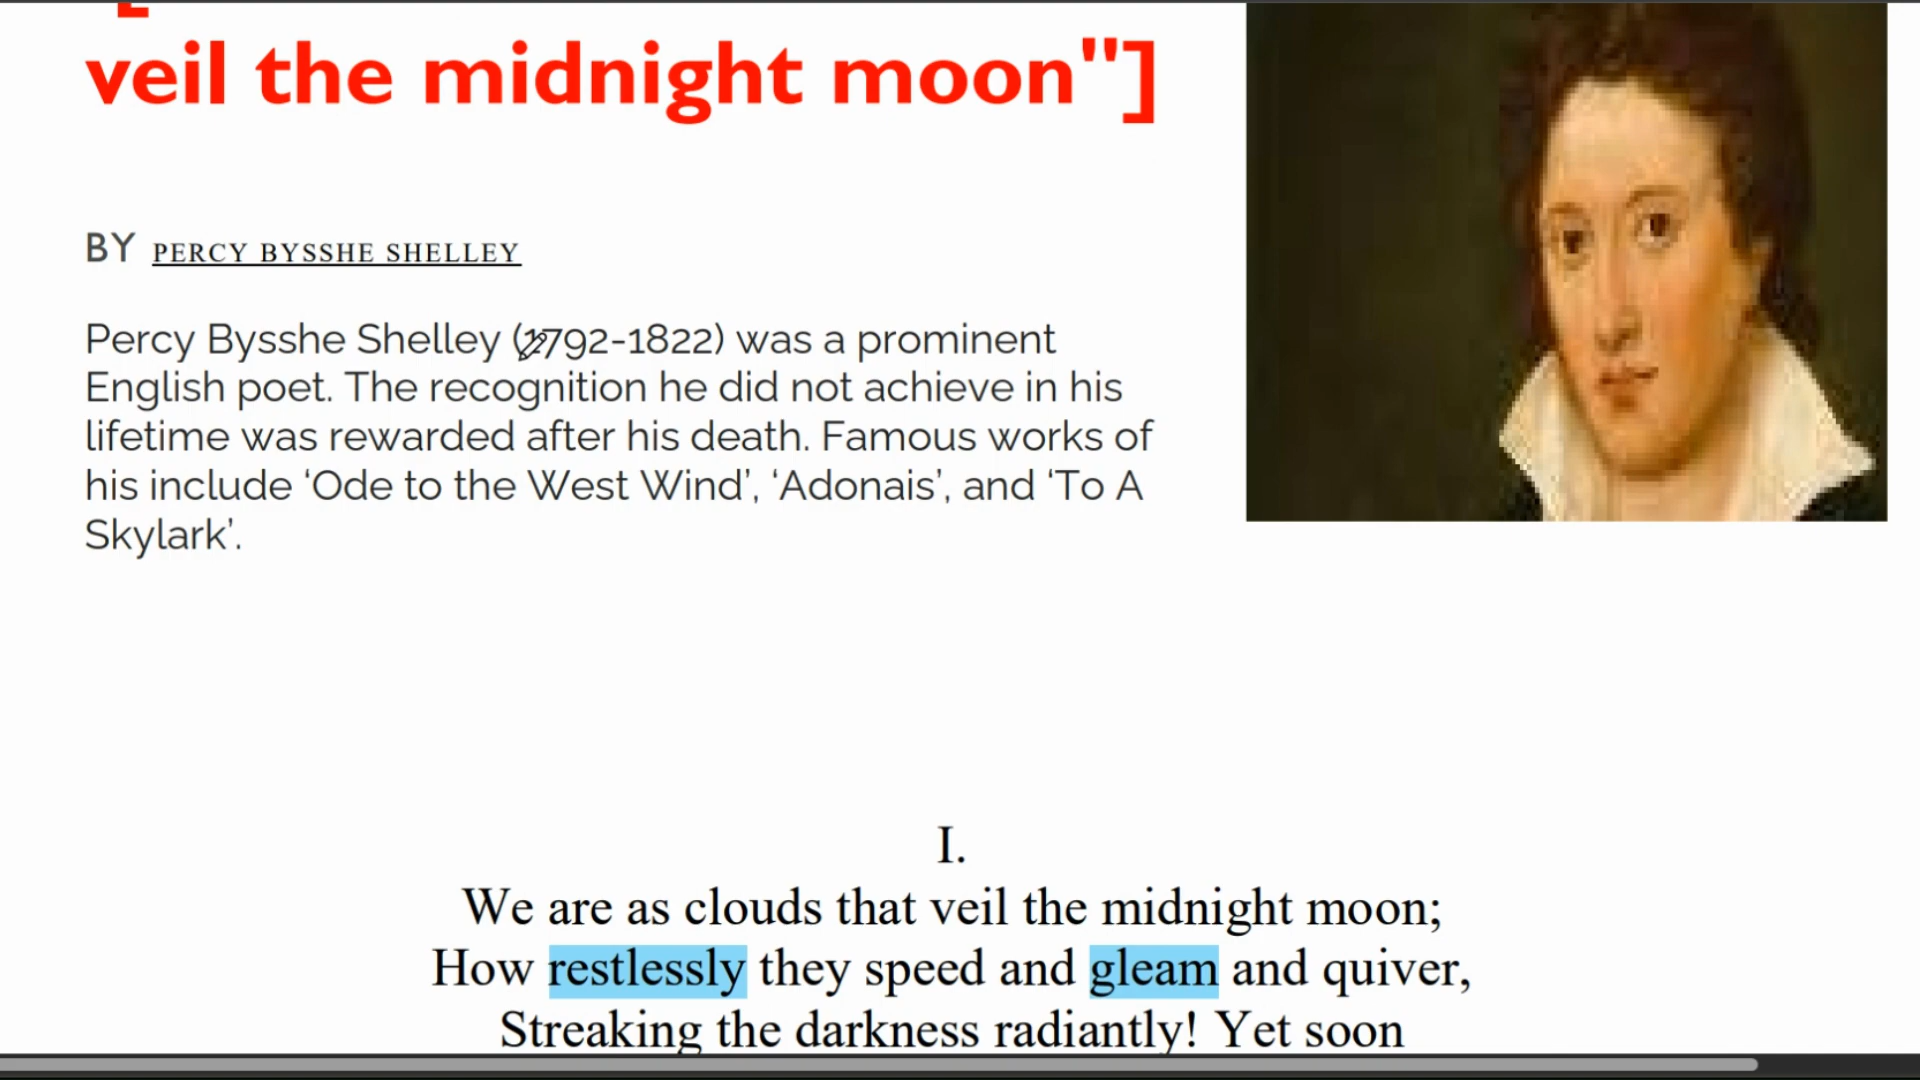 veil the midnight moon"]
BY PERCY BYSSHE SHELLEY
Percy Bysshe Shelley (1792-1822) was a prominent
English poet. The recognition he did not achieve in his
lifetime was rewarded after his death. Famous works of
his include ‘Ode to the West Wind’, ‘Adonais’, and ‘To A
Skylark’.
I.
We are as clouds that veil the midnight moon;
How restlessly they speed and gleam and quiver,
Streaking the darkness radiantly! Yet soon